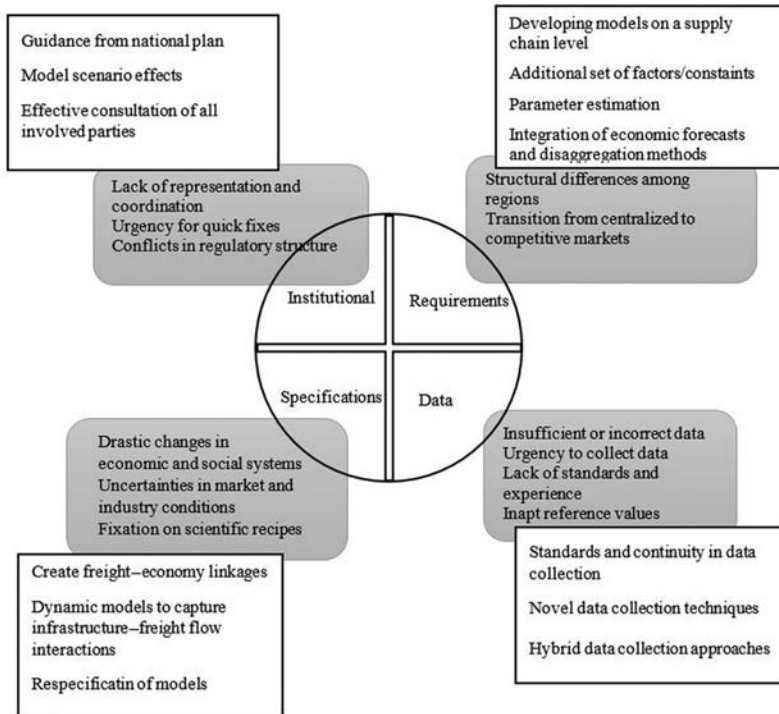 Guidance from national plan
Model scenario effects
Effective consultation of all
involved parties
Lack of representation and
coordination
Urgency for quick fixes
Conflicts in regulatory structure
Developing models on a supply
chain level
Additional set of factors/constaints
Parameter estimation
Integration of economic forecasts
and disaggregation methods
Structural differences among
regions
Transition from centralized to
competitive markets
Institutional
Requirements
Specifications
Data
Drastic changes in
economic and social systems
Uncertainties in market and
industry conditions
Fixation on scientific recipes
Create freight–economy linkages
Dynamic models to capture
infrastructure–freight flow
interactions
Respecificatin of models
Insufficient or incorrect data
Urgency to collect data
Lack of standards and
experience
Inapt reference values
Standards and continuity in data
collection
Novel data collection techniques
Hybrid data collection approaches